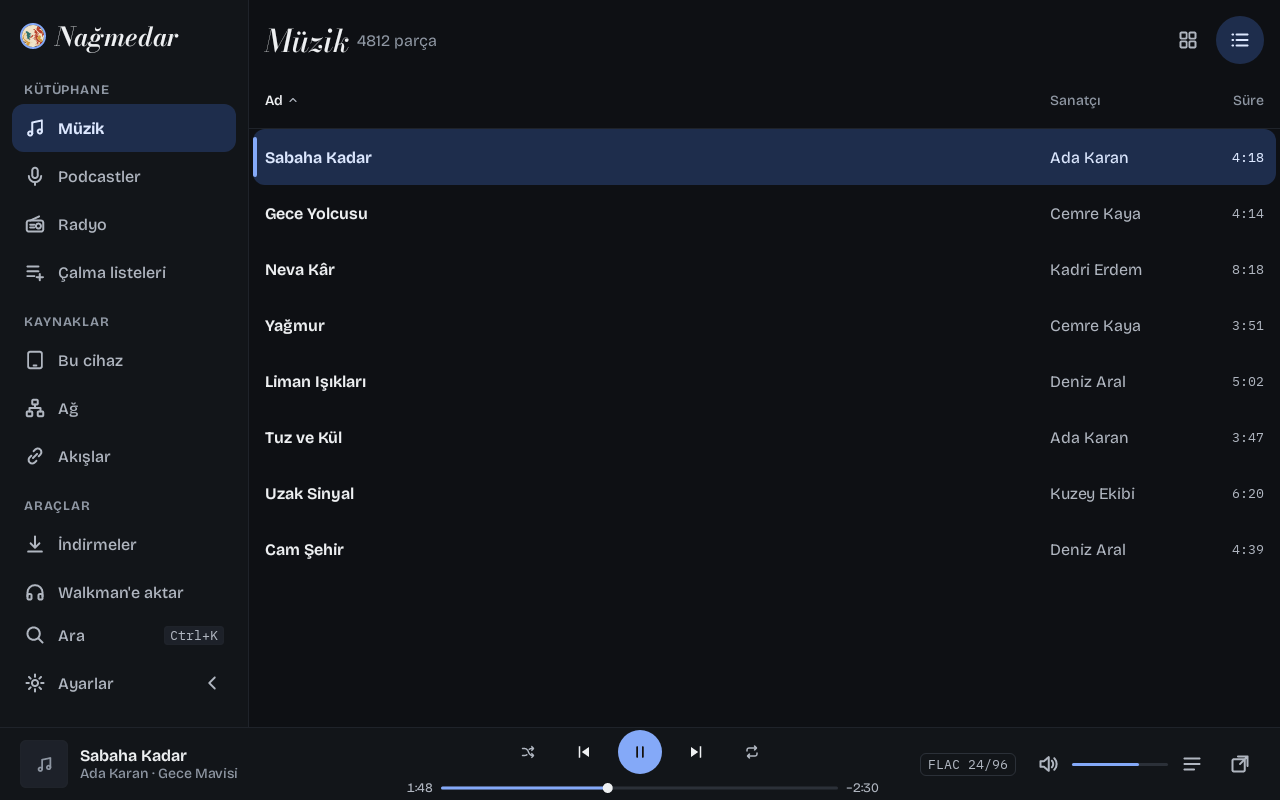 Nağmedar
KÜTÜPHANE
Müzik
Podcastler
Radyo
Çalma listeleri
KAYNAKLAR
Bu cihaz
Ağ
Akışlar
ARAÇLAR
İndirmeler
Walkman'e aktar
Ara Ctrl+K
Ayarlar
Müzik 4812 parça
Ad Sanatçı Süre
Sabaha Kadar Ada Karan 4:18
Gece Yolcusu Cemre Kaya 4:14
Neva Kâr Kadri Erdem 8:18
Yağmur Cemre Kaya 3:51
Liman Işıkları Deniz Aral 5:02
Tuz ve Kül Ada Karan 3:47
Uzak Sinyal Kuzey Ekibi 6:20
Cam Şehir Deniz Aral 4:39
Sabaha Kadar
Ada Karan · Gece Mavisi
1:48 −2:30
FLAC 24/96